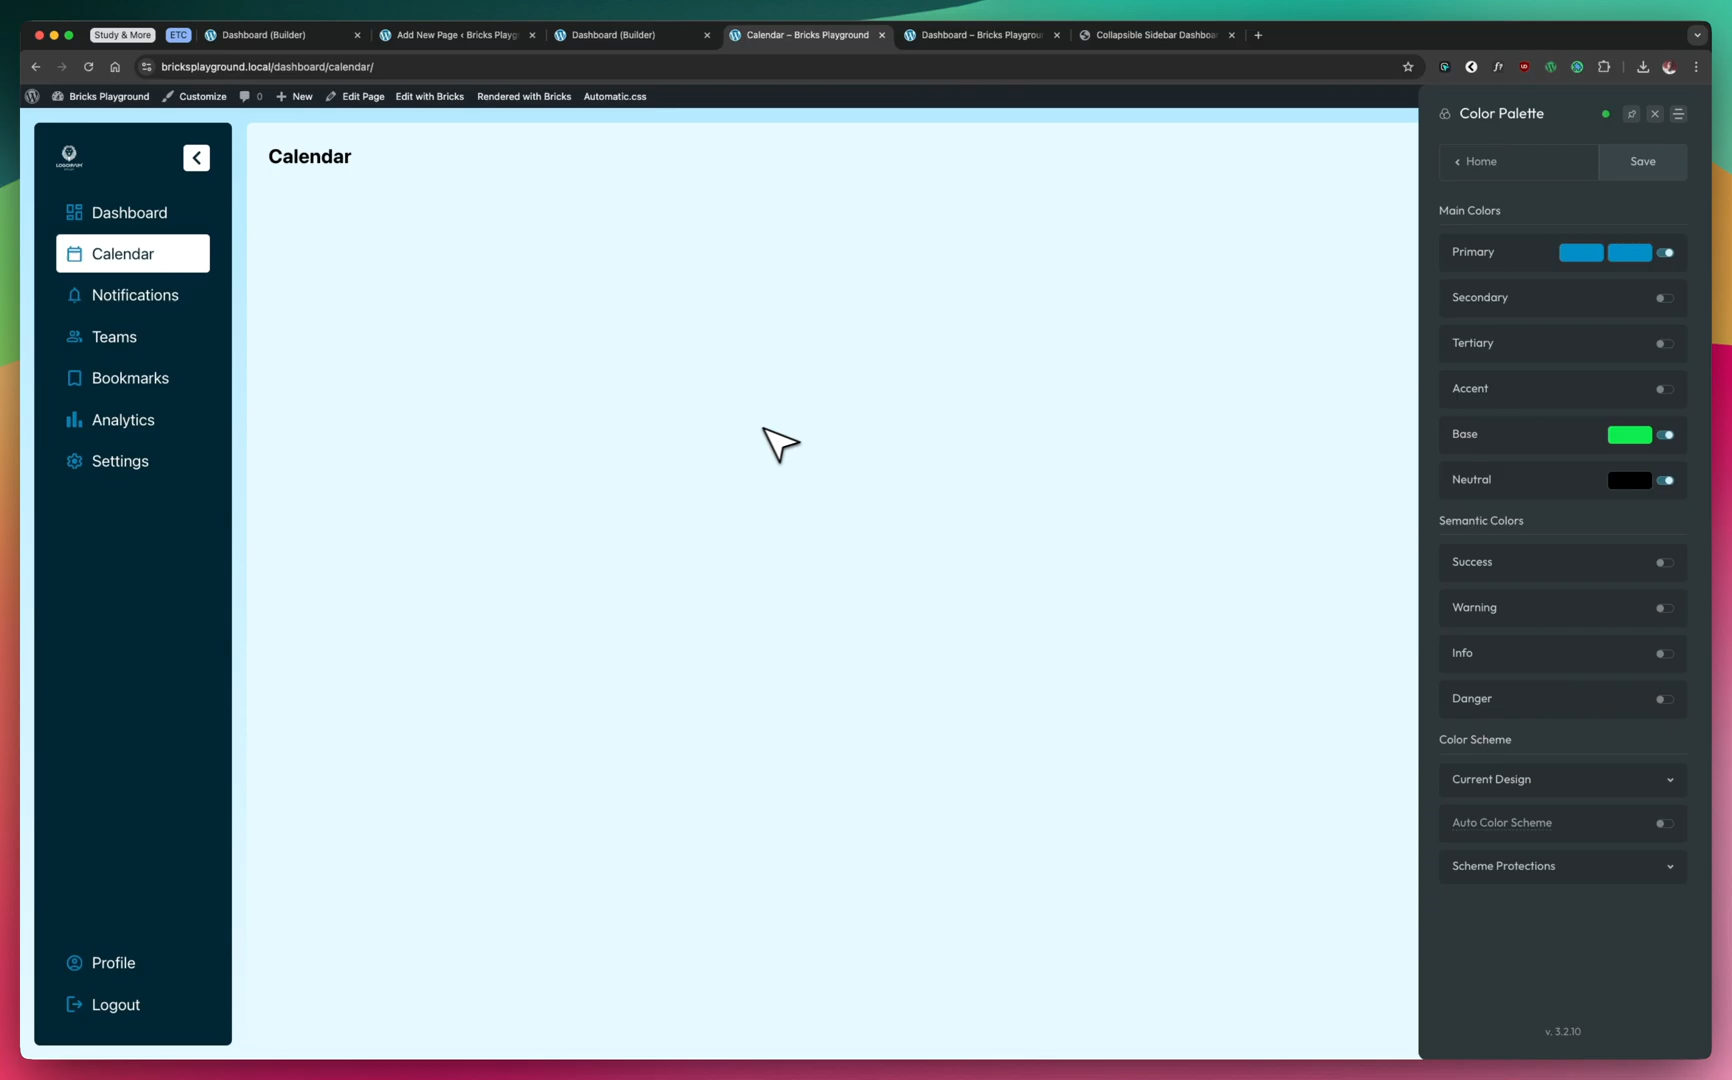 Study & More
ETC
Dashboard (Builder)
Add New Page ‹ Bricks Playg
Dashboard (Builder)
Calendar – Bricks Playground
Dashboard – Bricks Playgrou
Collapsible Sidebar Dashboa
bricksplayground.local/dashboard/calendar/
Bricks Playground
Customize
0
New
Edit Page
Edit with Bricks
Rendered with Bricks
Automatic.css
Calendar
Dashboard
Calendar
Notifications
Teams
Bookmarks
Analytics
Settings
Profile
Logout
Color Palette
Home
Save
Main Colors
Primary
Secondary
Tertiary
Accent
Base
Neutral
Semantic Colors
Success
Warning
Info
Danger
Color Scheme
Current Design
Auto Color Scheme
Scheme Protections
v. 3.2.10